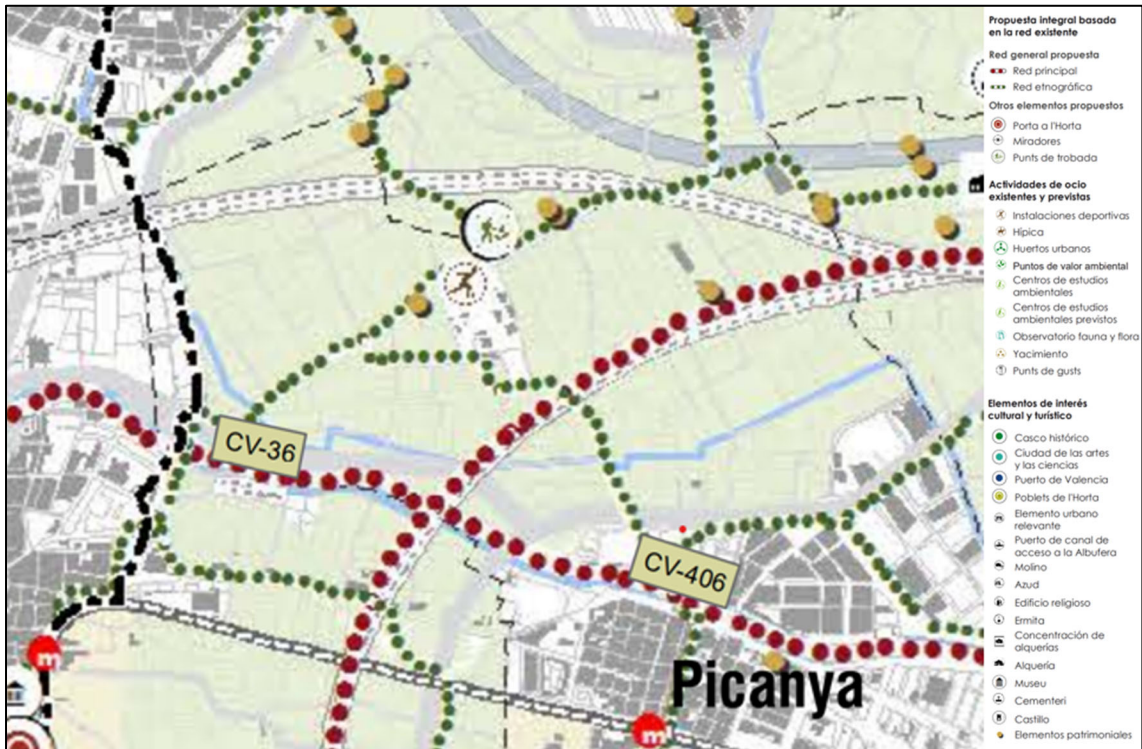 CV-36
CV-406
Picanya
m
m
Propuesta integral basada
en la red existente
Red general propuesta
Red principal
Red etnográfica
Otros elementos propuestos
Porta a l'Horta
Miradores
Punts de trobada
Actividades de ocio
existentes y previstas
Instalaciones deportivas
Hípica
Huertos urbanos
Puntos de valor ambiental
Centros de estudios
ambientales
Centros de estudios
ambientales previstos
Observatorio fauna y flora
Yacimiento
Punts de gusts
Elementos de interés
cultural y turístico
Casco histórico
Ciudad de las artes
y las ciencias
Puerto de Valencia
Poblets de l'Horta
Elemento urbano
relevante
Puerto de canal de
acceso a la Albufera
Molino
Azud
Edificio religioso
Ermita
Concentración de
alquerías
Alquería
Museu
Cementeri
Castillo
Elementos patrimoniales